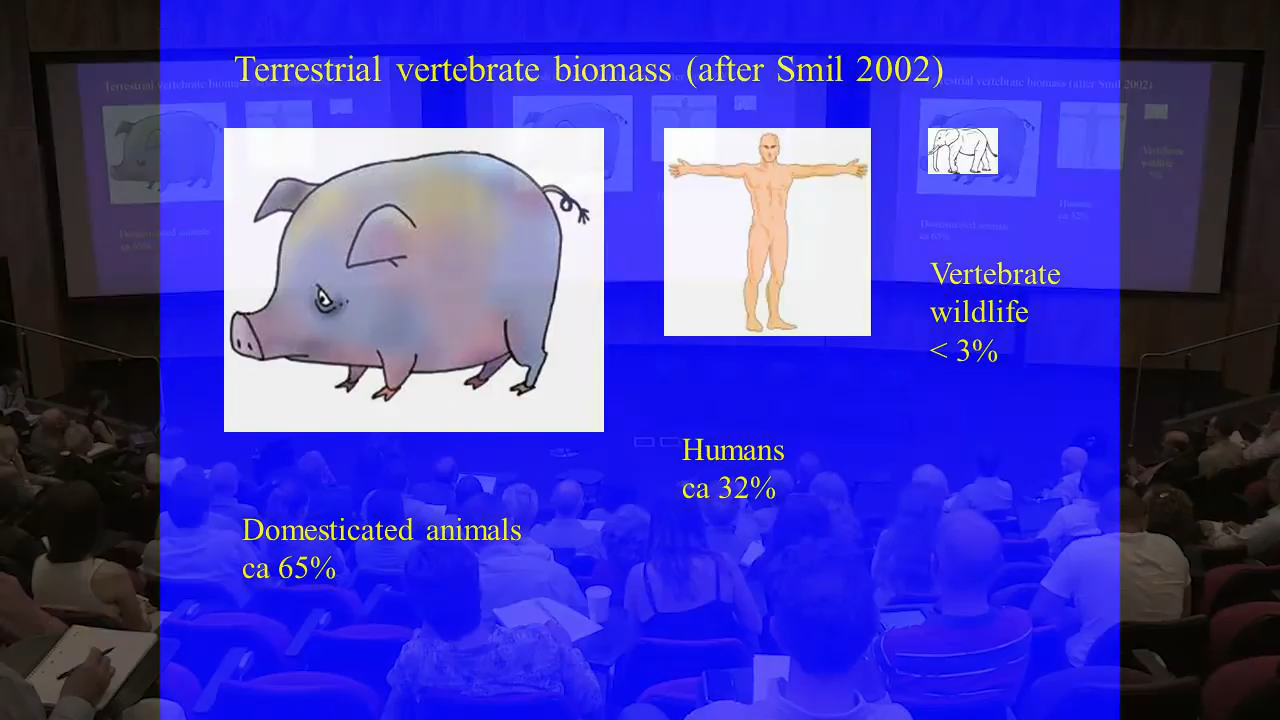 Terrestrial vertebrate biomass (after Smil 2002)
Vertebrate
wildlife
< 3%
Humans
ca 32%
Domesticated animals
ca 65%